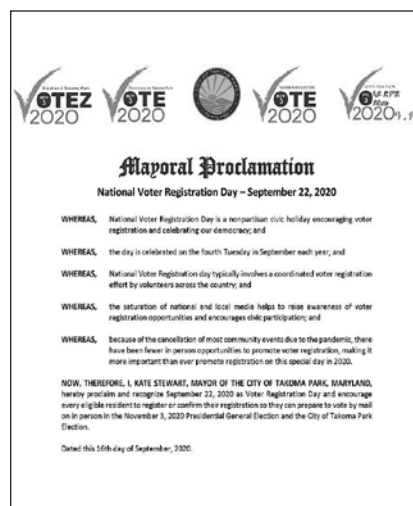 Takoma Park
VOTEZ
2020
VOTE
2020
VOTE
2020
2020
Mayoral Proclamation
National Voter Registration Day – September 22, 2020
WHEREAS, National Voter Registration Day is a nonpartisan civic holiday encouraging voter
registration and celebrating our democracy; and
WHEREAS, the day is celebrated on the fourth Tuesday in September each year; and
WHEREAS, National Voter Registration day typically involves a coordinated voter registration
effort by volunteers across the country; and
WHEREAS, the saturation of national and local media helps to raise awareness of voter
registration opportunities and encourages civic participation; and
WHEREAS, because of the cancellation of most community events due to the pandemic, there
have been fewer in person opportunities to promote voter registration, making it
more important than ever promote registration on this special day in 2020.
NOW, THEREFORE, I, KATE STEWART, MAYOR OF THE CITY OF TAKOMA PARK, MARYLAND,
hereby proclaim and recognize September 22, 2020 as Voter Registration Day and encourage
every eligible resident to register or confirm their registration so they can prepare to vote by mail
on in person in the November 3, 2020 Presidential General Election and the City of Takoma Park
Election.
Dated this 16th day of September, 2020.